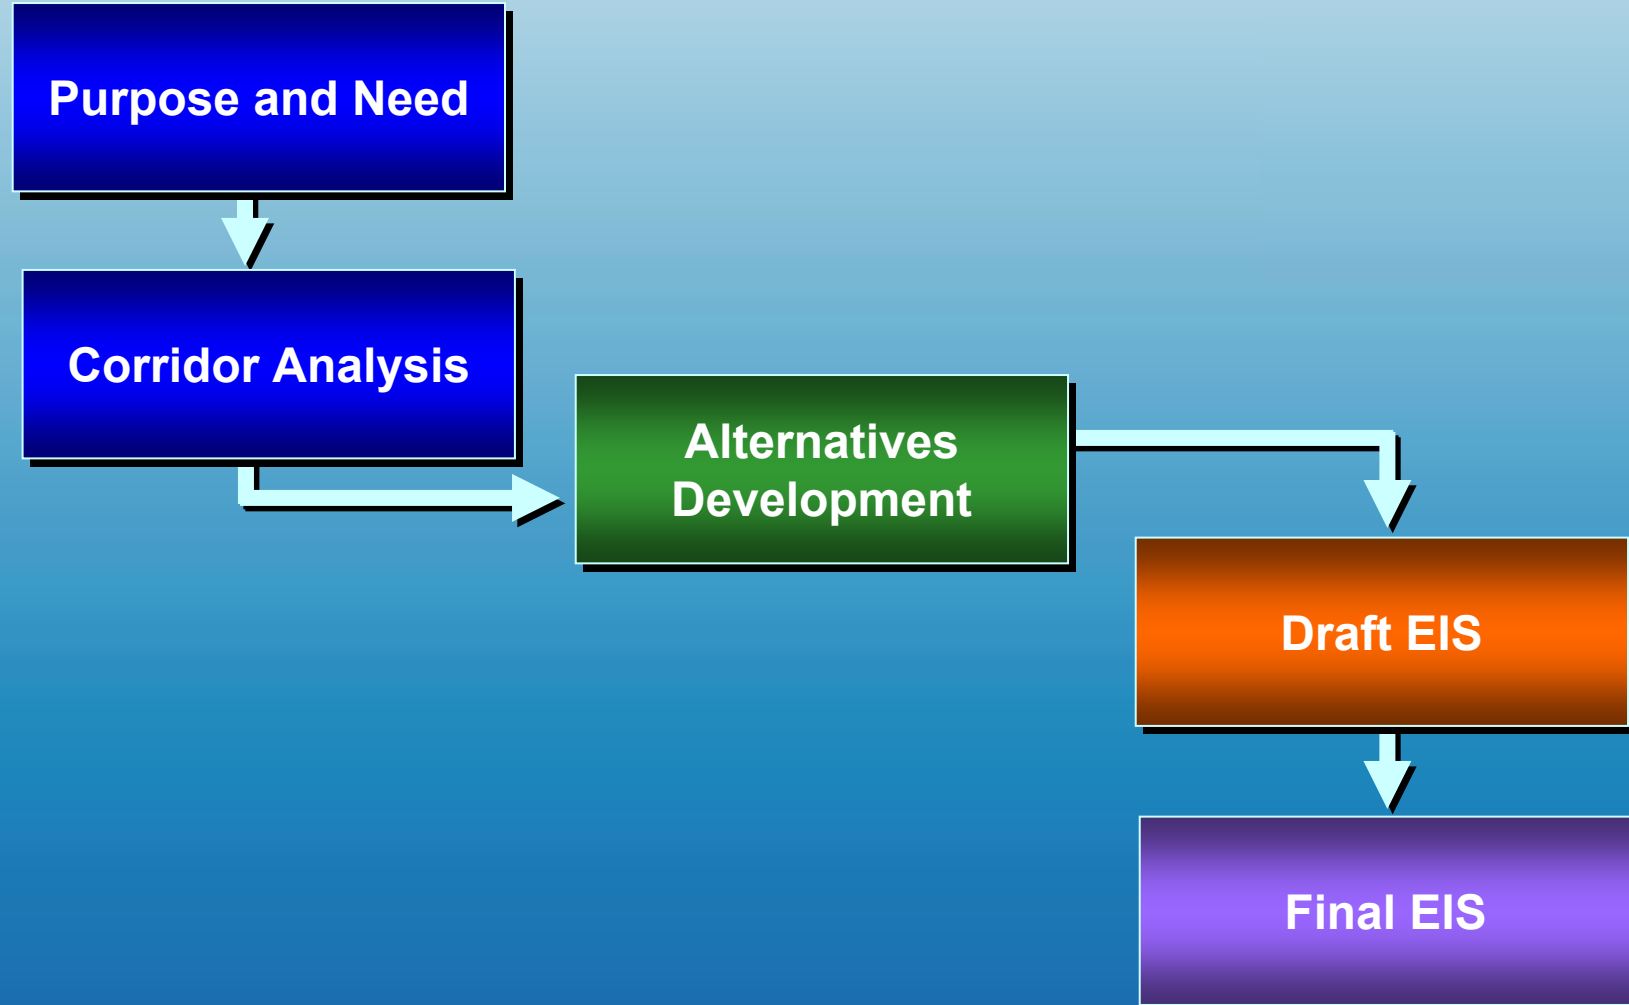 Purpose and Need
Corridor Analysis
Alternatives
Development
Draft EIS
Final EIS